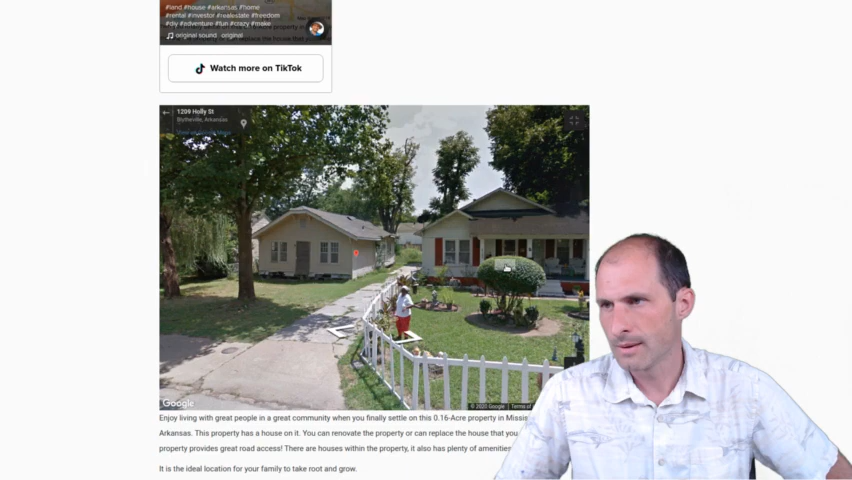 #land #house #arkansas #home
#rental #investor #realestate #freedom
#diy #adventure #fun #crazy #make
original sound  original
Watch more on TikTok
1209 Holly St
Blytheville, Arkansas
View on Google Maps
Google
© 2020 Google
Terms of
Enjoy living with great people in a great community when you finally settle on this 0.16-Acre property in Missis
Arkansas. This property has a house on it. You can renovate the property or can replace the house that you
property provides great road access! There are houses within the property, it also has plenty of amenities
It is the ideal location for your family to take root and grow.